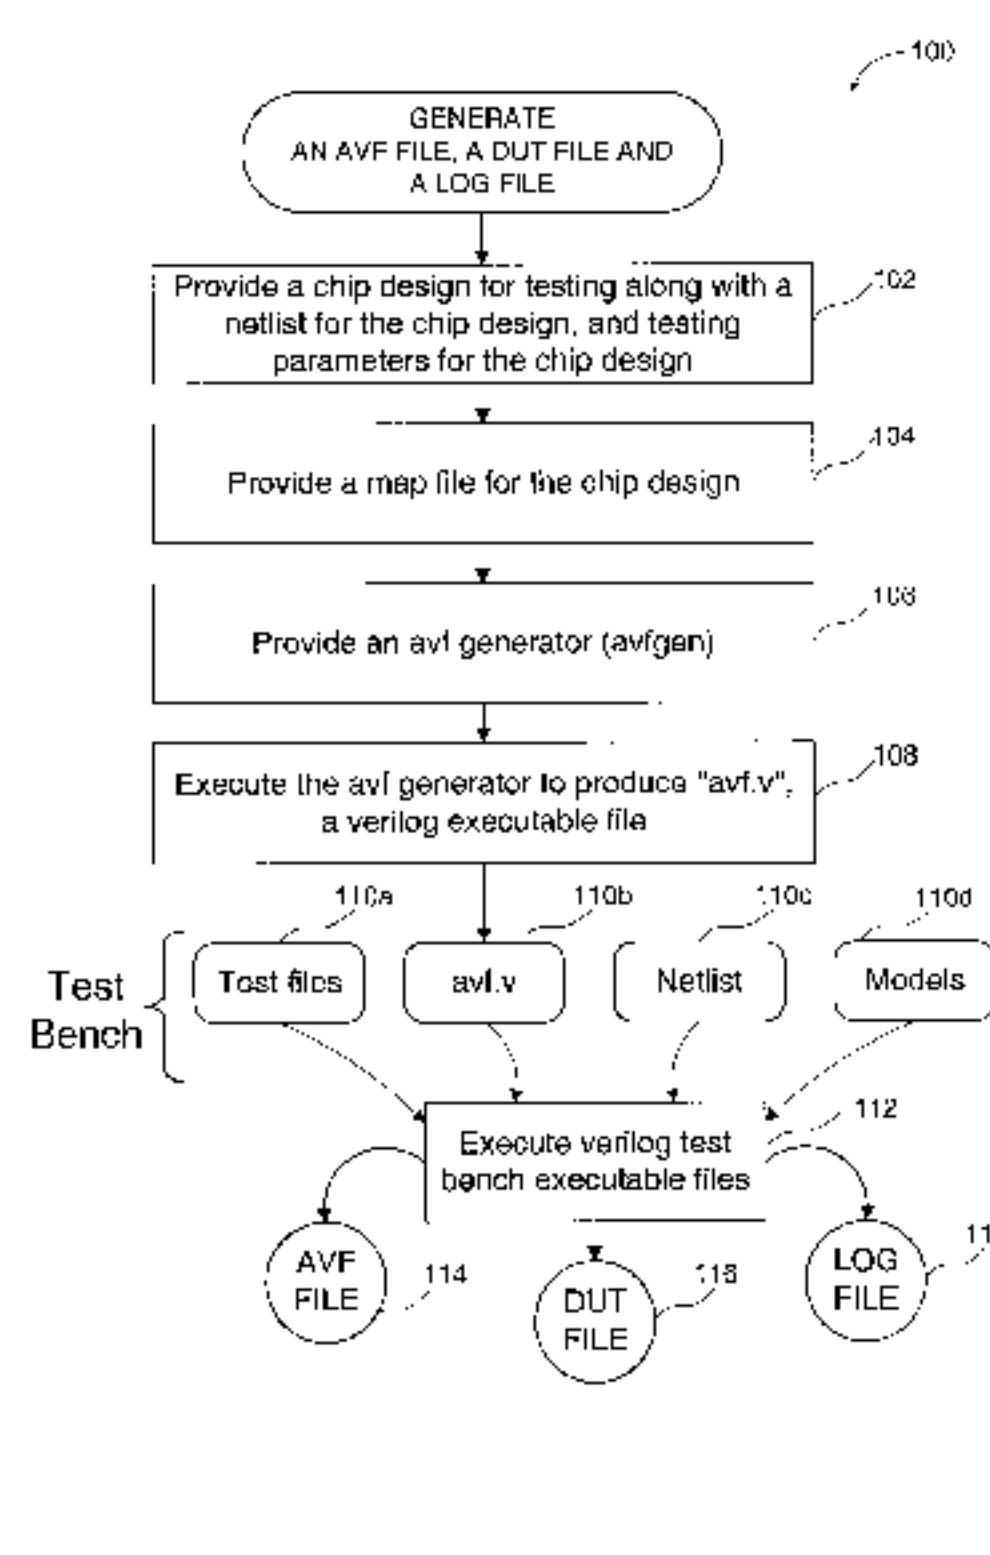 100
GENERATE
AN AVF FILE, A DUT FILE AND
A LOG FILE
102
Provide a chip design for testing along with a
netlist for the chip design, and testing
parameters for the chip design
104
Provide a map file for the chip design
106
Provide an avf generator (avfgen)
108
Execute the avf generator to produce "avf.v",
a verilog executable file
110a 110b 110c 110d
Test
Bench
Test files avf.v Netlist Models
112
Execute verilog test
bench executable files
AVF
FILE
114
DUT
FILE
116
LOG
FILE